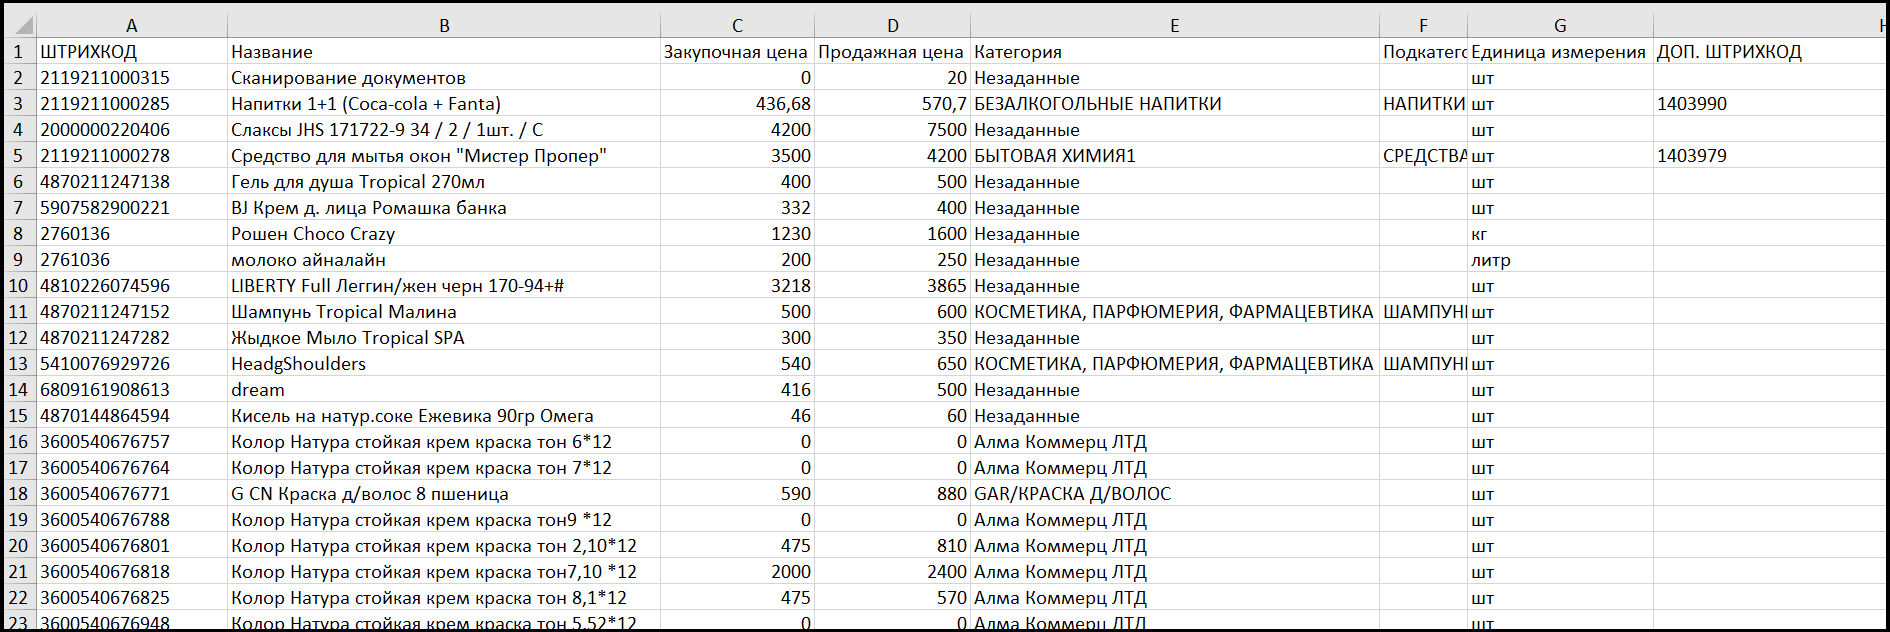 A B C D E F G H
1 ШТРИХКОД Название Закупочная цена Продажная цена Категория Подкатего Единица измерения ДОП. ШТРИХКОД
2 2119211000315 Сканирование документов 0 20 Незаданные шт
3 2119211000285 Напитки 1+1 (Coca-cola + Fanta) 436,68 570,7 БЕЗАЛКОГОЛЬНЫЕ НАПИТКИ НАПИТКИ шт 1403990
4 2000000220406 Слаксы JHS 171722-9 34 / 2 / 1шт. / С 4200 7500 Незаданные шт
5 2119211000278 Средство для мытья окон "Мистер Пропер" 3500 4200 БЫТОВАЯ ХИМИЯ1 СРЕДСТВА шт 1403979
6 4870211247138 Гель для душа Tropical 270мл 400 500 Незаданные шт
7 5907582900221 BJ Крем д. лица Ромашка банка 332 400 Незаданные шт
8 2760136 Рошен Choco Crazy 1230 1600 Незаданные кг
9 2761036 молоко айналайн 200 250 Незаданные литр
10 4810226074596 LIBERTY Full Леггин/жен черн 170-94+# 3218 3865 Незаданные шт
11 4870211247152 Шампунь Tropical Малина 500 600 КОСМЕТИКА, ПАРФЮМЕРИЯ, ФАРМАЦЕВТИКА ШАМПУНИ шт
12 4870211247282 Жыдкое Мыло Tropical SPA 300 350 Незаданные шт
13 5410076929726 HeadgShoulders 540 650 КОСМЕТИКА, ПАРФЮМЕРИЯ, ФАРМАЦЕВТИКА ШАМПУНИ шт
14 6809161908613 dream 416 500 Незаданные шт
15 4870144864594 Кисель на натур.соке Ежевика 90гр Омега 46 60 Незаданные шт
16 3600540676757 Колор Натура стойкая крем краска тон 6*12 0 0 Алма Коммерц ЛТД шт
17 3600540676764 Колор Натура стойкая крем краска тон 7*12 0 0 Алма Коммерц ЛТД шт
18 3600540676771 G CN Краска д/волос 8 пшеница 590 880 GAR/КРАСКА Д/ВОЛОС шт
19 3600540676788 Колор Натура стойкая крем краска тон9 *12 0 0 Алма Коммерц ЛТД шт
20 3600540676801 Колор Натура стойкая крем краска тон 2,10*12 475 810 Алма Коммерц ЛТД шт
21 3600540676818 Колор Натура стойкая крем краска тон7,10 *12 2000 2400 Алма Коммерц ЛТД шт
22 3600540676825 Колор Натура стойкая крем краска тон 8,1*12 475 570 Алма Коммерц ЛТД шт
23 3600540676948 Колор Натура стойкая крем краска тон 5,52*12 0 0 Алма Коммерц ЛТД шт